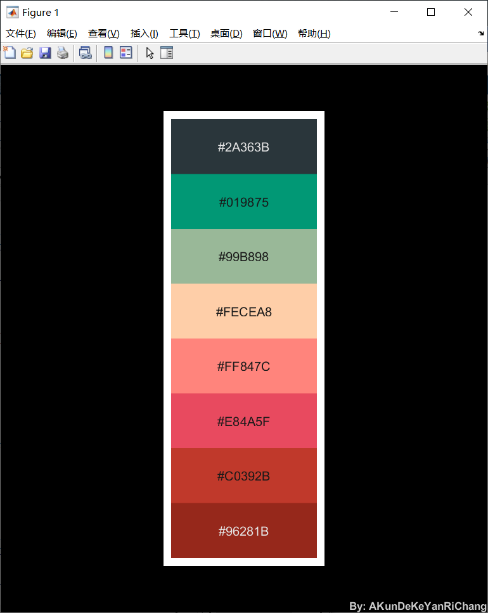 Figure 1
文件(F) 编辑(E) 查看(V) 插入(I) 工具(T) 桌面(D) 窗口(W) 帮助(H)
#2A363B
#019875
#99B898
#FECEA8
#FF847C
#E84A5F
#C0392B
#96281B
By: AKunDeKeYanRiChang